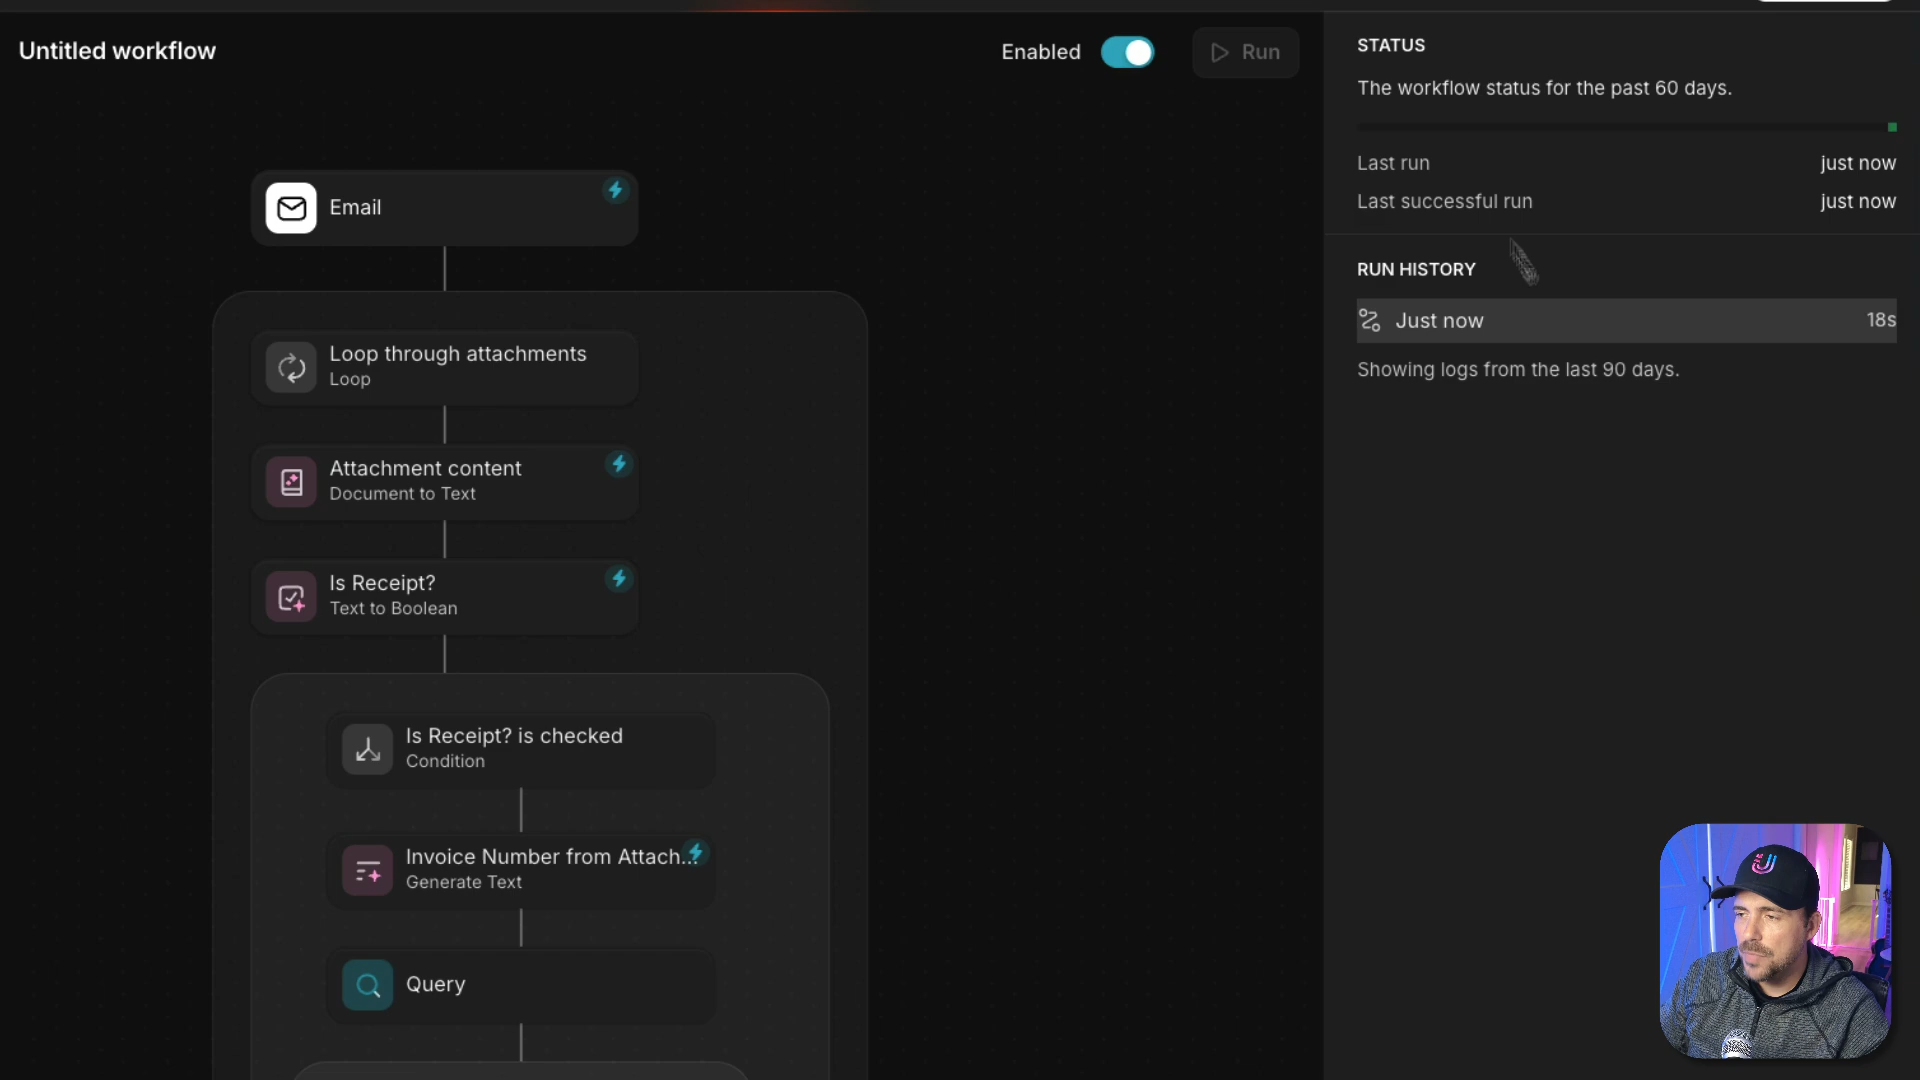 Untitled workflow
Enabled
Run
Email
Loop through attachments
Loop
Attachment content
Document to Text
Is Receipt?
Text to Boolean
Is Receipt? is checked
Condition
Invoice Number from Attach...
Generate Text
Query
STATUS
The workflow status for the past 60 days.
Last run just now
Last successful run just now
RUN HISTORY
Just now 18s
Showing logs from the last 90 days.